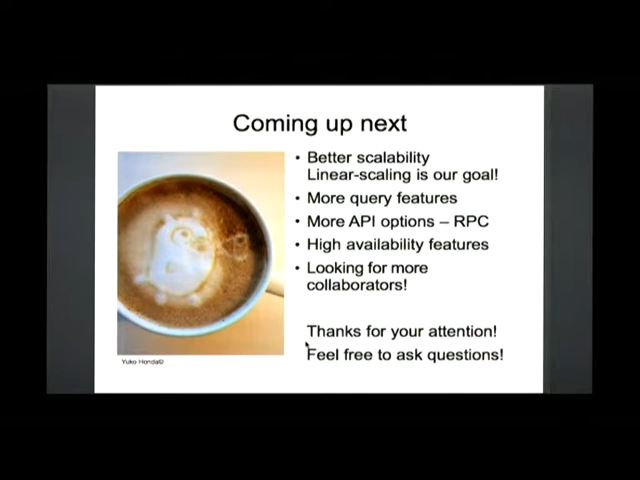 Coming up next
• Better scalability
Linear-scaling is our goal!
• More query features
• More API options – RPC
• High availability features
• Looking for more
collaborators!
Thanks for your attention!
Feel free to ask questions!
Yuko Honda©